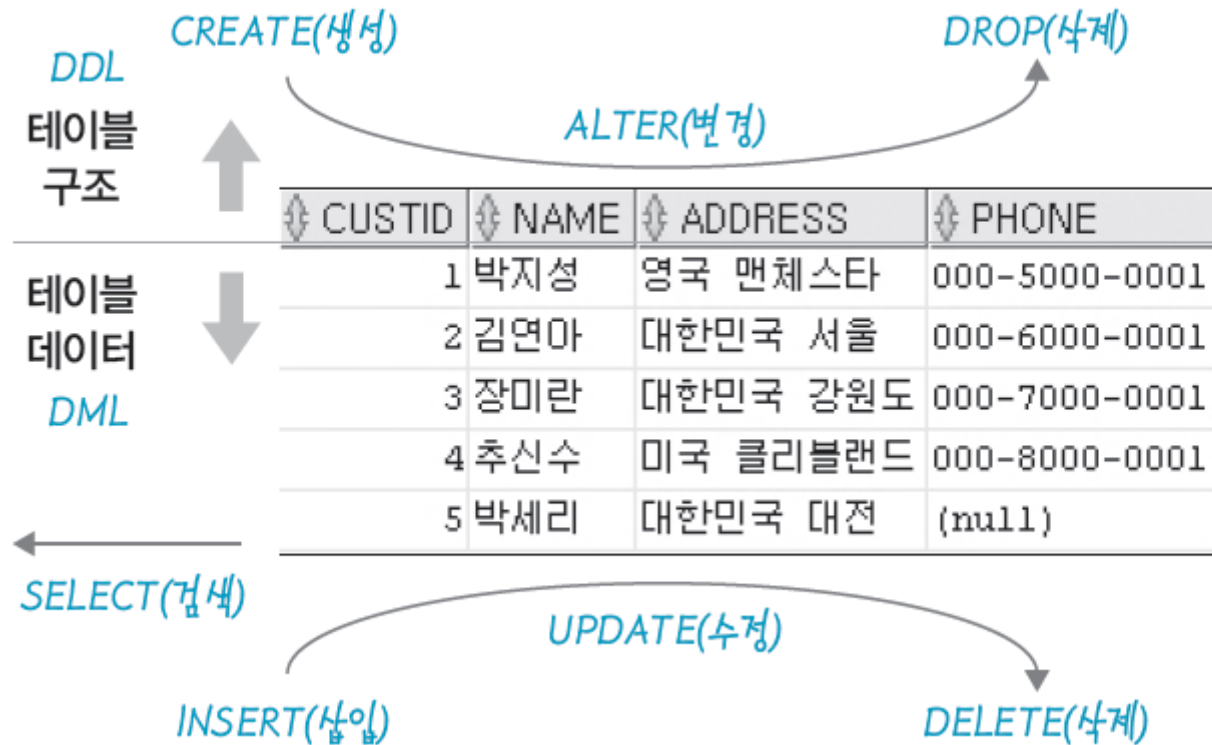 CREATE(생성)
DROP(삭제)
DDL
테이블
구조
ALTER(변경)
CUSTID NAME ADDRESS PHONE
1 박지성 영국 맨체스타 000-5000-0001
2 김연아 대한민국 서울 000-6000-0001
3 장미란 대한민국 강원도 000-7000-0001
4 추신수 미국 클리블랜드 000-8000-0001
5 박세리 대한민국 대전 (null)
테이블
데이터
DML
SELECT(검색)
UPDATE(수정)
INSERT(삽입)
DELETE(삭제)